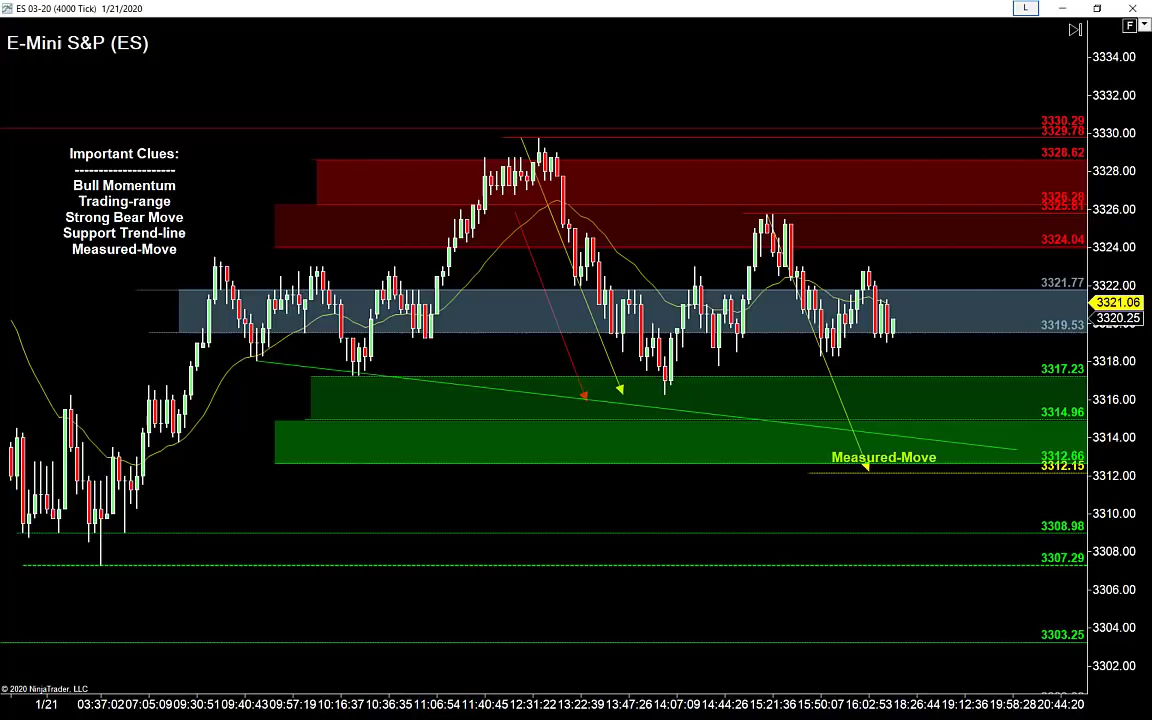 ES 03-20 (4000 Tick) 1/21/2020
L
F
E-Mini S&P (ES)
Important Clues:
----------------------
Bull Momentum
Trading-range
Strong Bear Move
Support Trend-line
Measured-Move
3330.29
3329.78
3328.62
3326.28
3324.04
3321.77
3319.53
3317.23
3314.96
3312.66
3312.15
3308.98
3307.29
3303.25
Measured-Move
3334.00
3332.00
3330.00
3328.00
3326.00
3324.00
3322.00
3321.06
3320.25
3318.00
3316.00
3314.00
3312.00
3310.00
3308.00
3306.00
3304.00
3302.00
© 2020 NinjaTrader, LLC
1/21 03:37:02 07:05:09 09:30:51 09:40:43 09:57:29 10:16:37 10:36:35 11:06:54 11:40:45 12:31:22 13:22:39 13:47:26 14:07:09 14:44:26 15:21:36 15:50:07 16:02:53 18:26:44 19:12:36 19:58:28 20:44:20